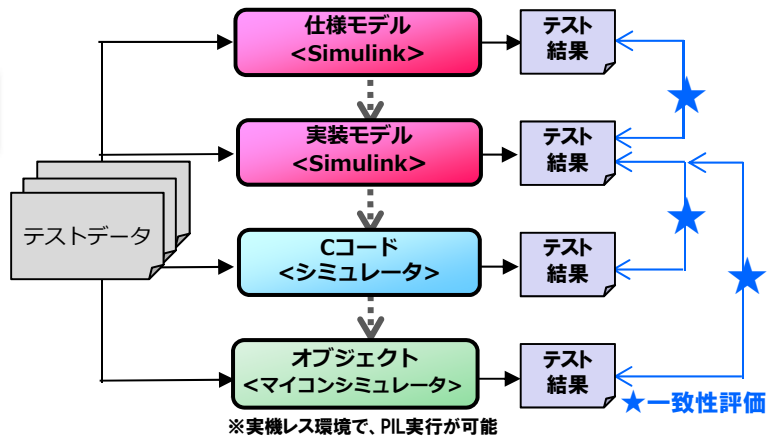 仕様モデル
<Simulink>
テスト
結果
実装モデル
<Simulink>
テスト
結果
テストデータ
Cコード
<シミュレータ>
テスト
結果
オブジェクト
<マイコンシミュレータ>
テスト
結果
★一致性評価
※実機レス環境で、PIL実行が可能